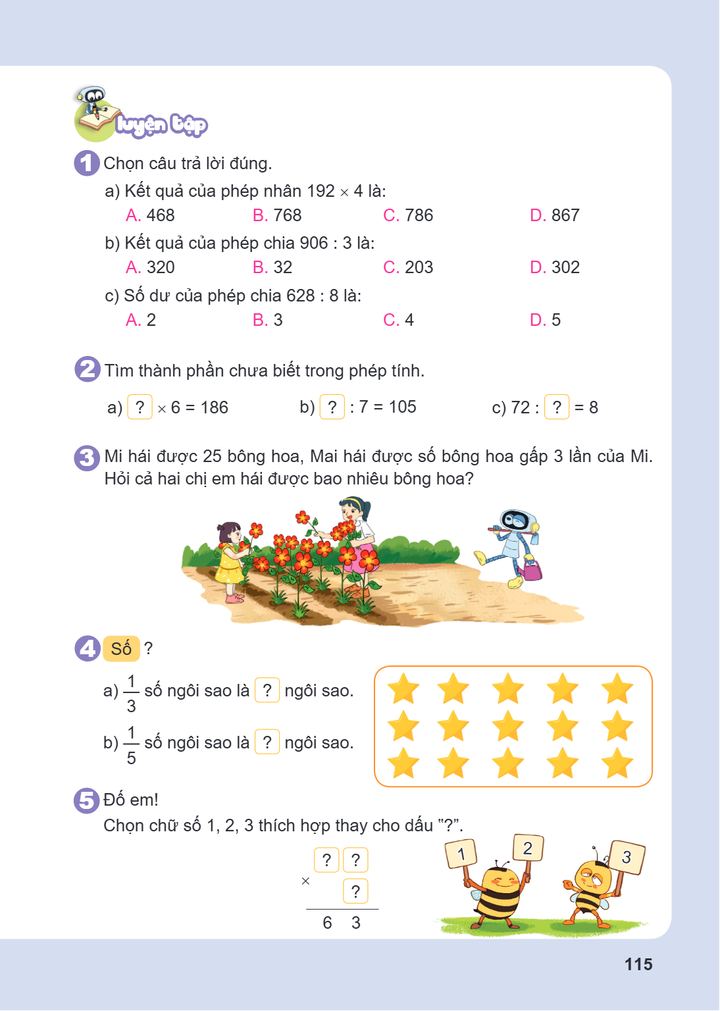 Luyện tập
1 Chọn câu trả lời đúng.
a) Kết quả của phép nhân 192 × 4 là:
A. 468 B. 768 C. 786 D. 867
b) Kết quả của phép chia 906 : 3 là:
A. 320 B. 32 C. 203 D. 302
c) Số dư của phép chia 628 : 8 là:
A. 2 B. 3 C. 4 D. 5
2 Tìm thành phần chưa biết trong phép tính.
a) ? × 6 = 186 b) ? : 7 = 105 c) 72 : ? = 8
3 Mi hái được 25 bông hoa, Mai hái được số bông hoa gấp 3 lần của Mi.
Hỏi cả hai chị em hái được bao nhiêu bông hoa?
4 Số ?
a) 1/3 số ngôi sao là ? ngôi sao.
b) 1/5 số ngôi sao là ? ngôi sao.
5 Đố em!
Chọn chữ số 1, 2, 3 thích hợp thay cho dấu "?".
? ?
×
?
6 3
1 2 3
115